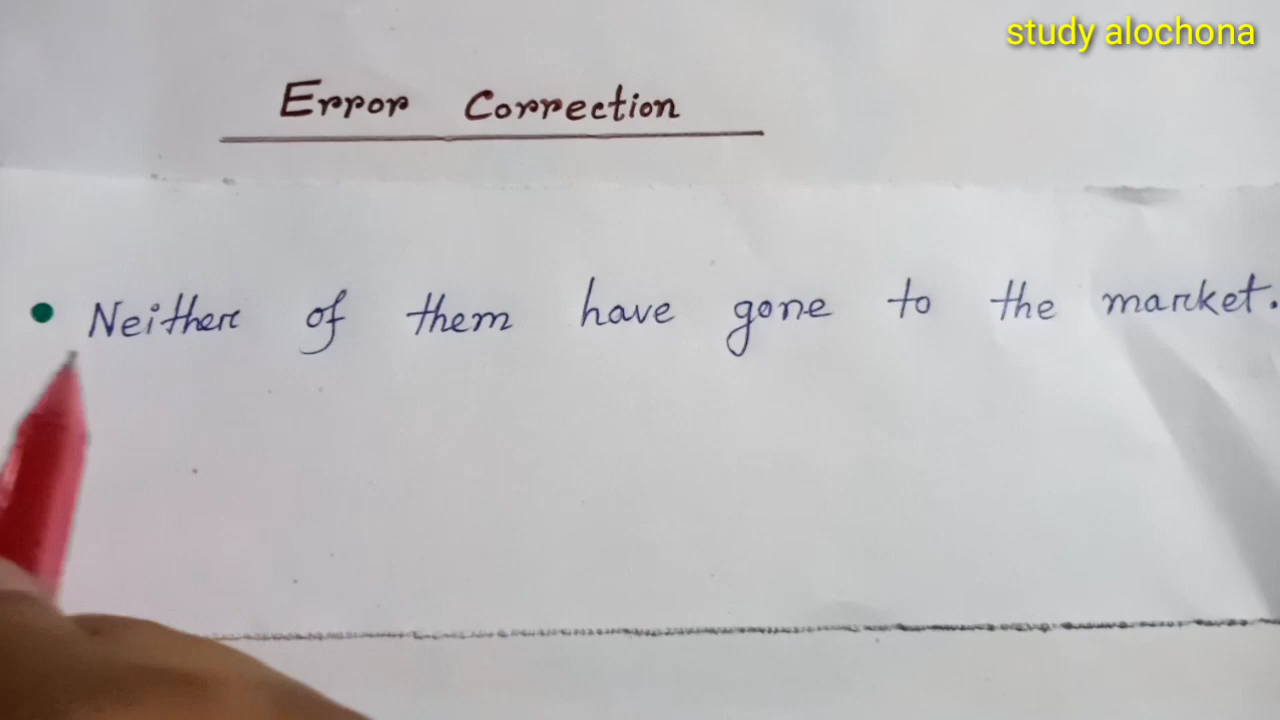 study alochona
Error Correction
• Neither of them have gone to the market.